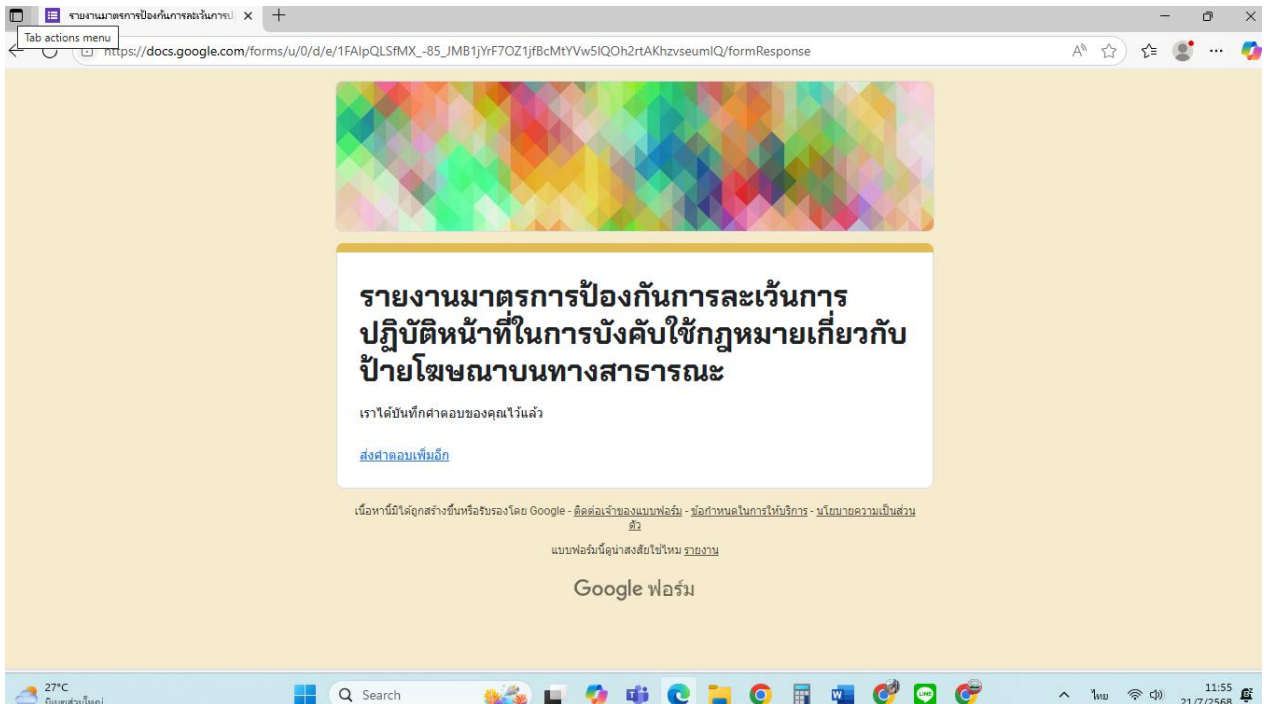 รายงานมาตรการป้องกันการละเว้นการป
Tab actions menu
https://docs.google.com/forms/u/0/d/e/1FAIpQLSfMX_-85_JMB1jYrF7OZ1jfBcMtYVw5IQOh2rtAKhzvseumIQ/formResponse
รายงานมาตรการป้องกันการละเว้นการ
ปฏิบัติหน้าที่ในการบังคับใช้กฎหมายเกี่ยวกับ
ป้ายโฆษณาบนทางสาธารณะ
เราได้บันทึกคำตอบของคุณไว้แล้ว
ส่งคำตอบเพิ่มอีก
เนื้อหานี้มิได้ถูกสร้างขึ้นหรือรับรองโดย Google - ติดต่อเจ้าของแบบฟอร์ม - ข้อกำหนดในการให้บริการ - นโยบายความเป็นส่วน
ตัว
แบบฟอร์มนี้ดูน่าสงสัยใช่ไหม รายงาน
Google ฟอร์ม
27°C
มีเมฆส่วนใหญ่
Search
ไทย
11:55
21/7/2568